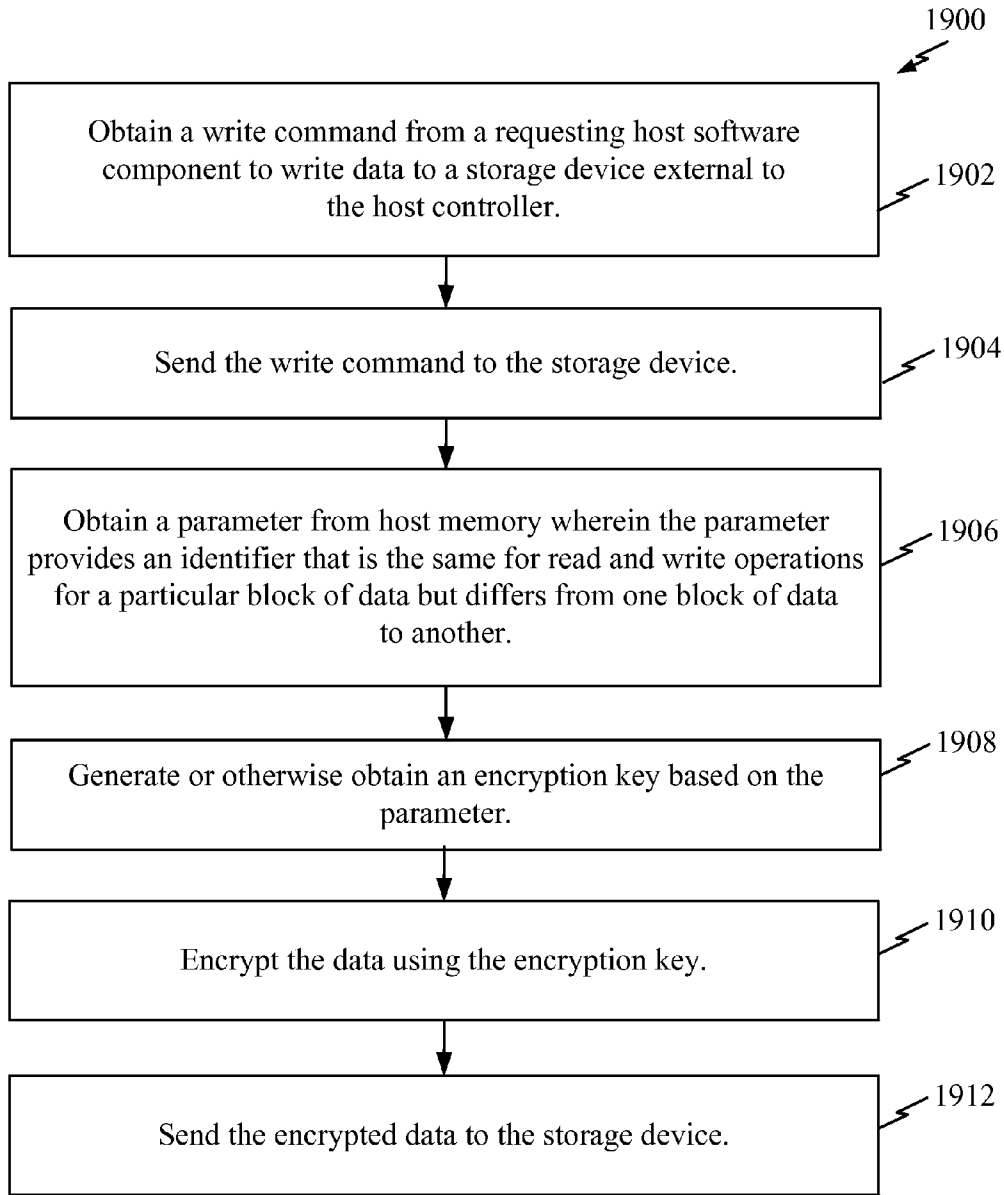 1900
Obtain a write command from a requesting host software
component to write data to a storage device external to
the host controller.
1902
Send the write command to the storage device.
1904
Obtain a parameter from host memory wherein the parameter
provides an identifier that is the same for read and write operations
for a particular block of data but differs from one block of data
to another.
1906
Generate or otherwise obtain an encryption key based on the
parameter.
1908
Encrypt the data using the encryption key.
1910
Send the encrypted data to the storage device.
1912